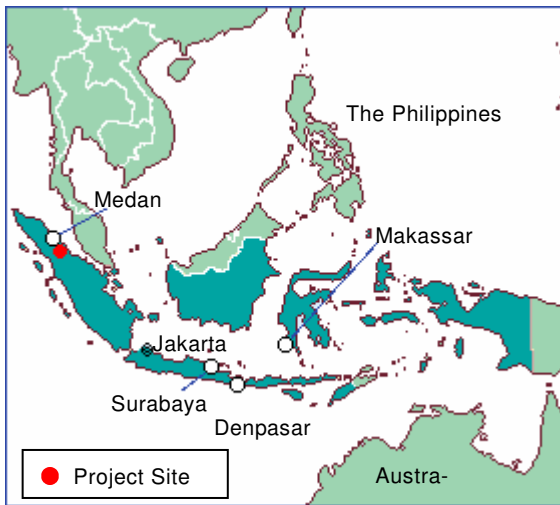 The Philippines
Medan
Makassar
Jakarta
Surabaya
Denpasar
Project Site
Austra-